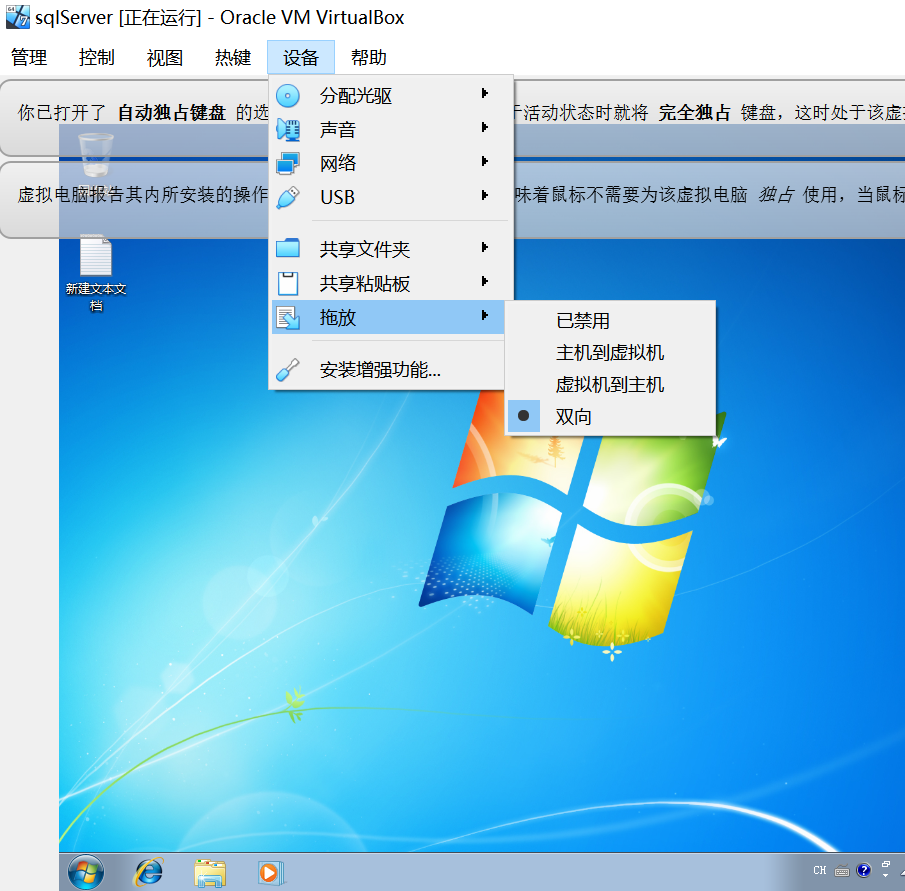 sqlServer [正在运行] - Oracle VM VirtualBox
管理 控制 视图 热键 设备 帮助
你已打开了 自动独占键盘 的选
于活动状态时就将 完全独占 键盘，这时处于该虚
虚拟电脑报告其内所安装的操作
味着鼠标不需要为该虚拟电脑 独占 使用，当鼠标
新建文本文
档
分配光驱
声音
网络
USB
共享文件夹
共享粘贴板
拖放
安装增强功能...
已禁用
主机到虚拟机
虚拟机到主机
双向
CH